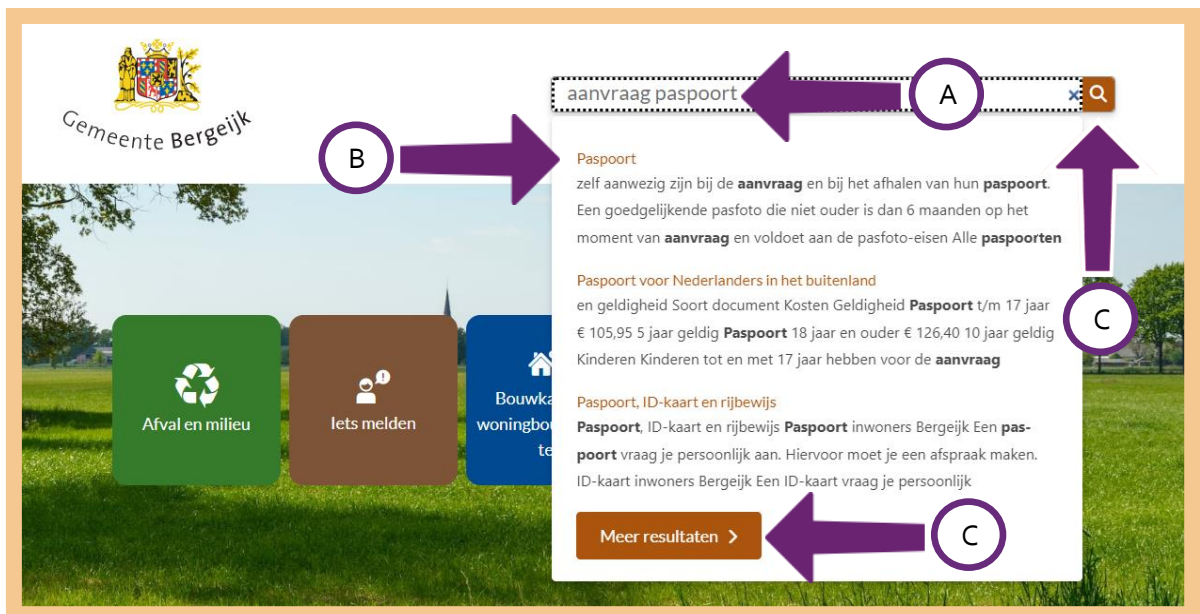 Gemeente Bergeijk
aanvraag paspoort
A
×
B
Paspoort
zelf aanwezig zijn bij de aanvraag en bij het afhalen van hun paspoort.
Een goedgelijkende pasfoto die niet ouder is dan 6 maanden op het
moment van aanvraag en voldoet aan de pasfoto-eisen Alle paspoorten
Paspoort voor Nederlanders in het buitenland
en geldigheid Soort document Kosten Geldigheid Paspoort t/m 17 jaar
€ 105,95 5 jaar geldig Paspoort 18 jaar en ouder € 126,40 10 jaar geldig
Kinderen Kinderen tot en met 17 jaar hebben voor de aanvraag
C
Paspoort, ID-kaart en rijbewijs
Paspoort, ID-kaart en rijbewijs Paspoort inwoners Bergeijk Een pas-
poort vraag je persoonlijk aan. Hiervoor moet je een afspraak maken.
ID-kaart inwoners Bergeijk Een ID-kaart vraag je persoonlijk
Meer resultaten
C
Afval en milieu
Iets melden
Bouwka
woningbou
te